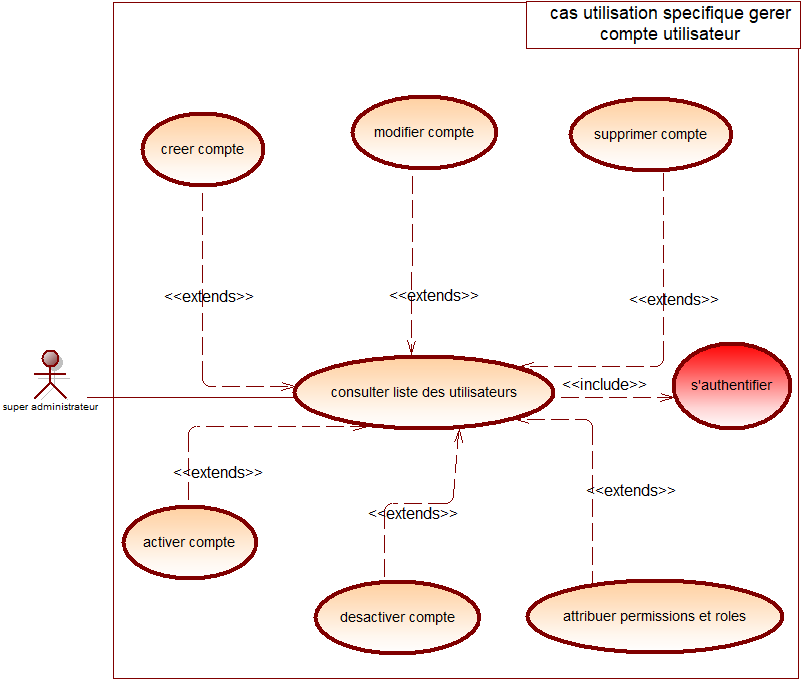 cas utilisation specifique gerer
compte utilisateur
creer compte
modifier compte
supprimer compte
<<extends>>
<<extends>>
<<extends>>
super administrateur
consulter liste des utilisateurs
<<include>>
s'authentifier
<<extends>>
<<extends>>
<<extends>>
activer compte
desactiver compte
attribuer permissions et roles